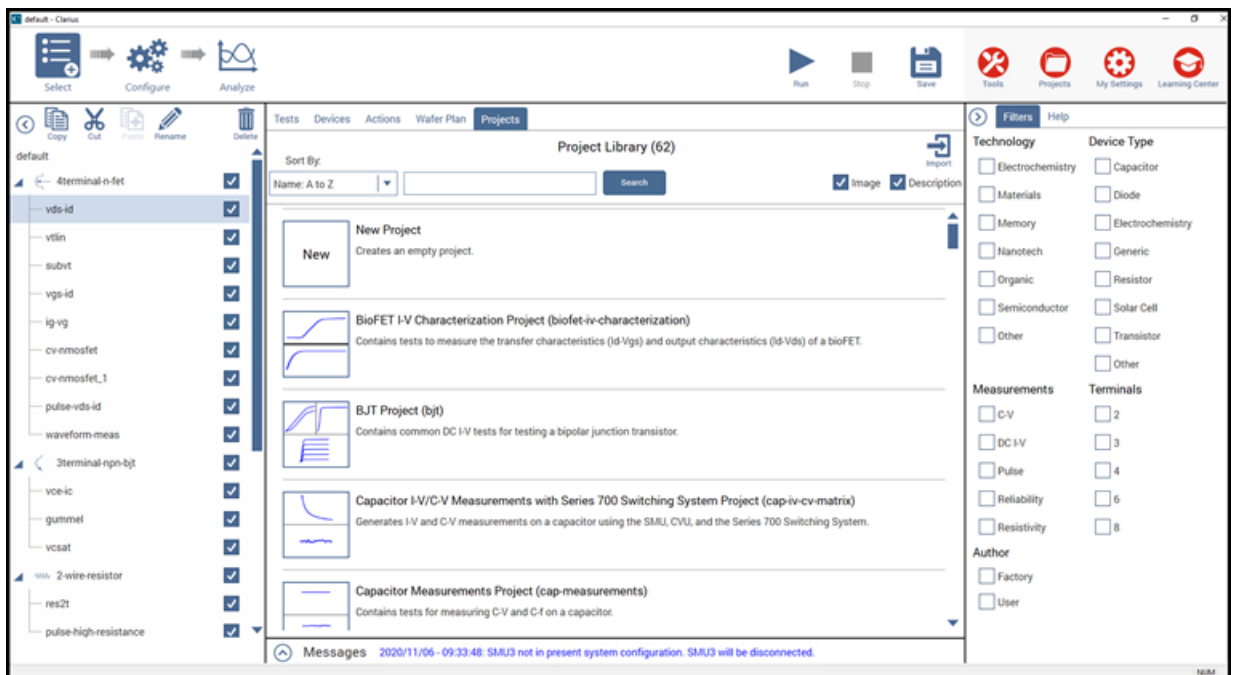 default - Clarius
Select
Configure
Analyze
Run
Stop
Save
Tools
Projects
My Settings
Learning Center
Copy
Cut
Paste
Rename
Delete
default
4terminal-n-fet
vds-id
vtlin
subvt
vgs-id
ig-vg
cv-nmosfet
cv-nmosfet_1
pulse-vds-id
waveform-meas
3terminal-npn-bjt
vce-ic
gummel
vcsat
2-wire-resistor
res2t
pulse-high-resistance
Tests Devices Actions Wafer Plan Projects
Project Library (62)
Import
Sort By:
Name: A to Z
Search
Image
Description
New
New Project
Creates an empty project.
BioFET I-V Characterization Project (biofet-iv-characterization)
Contains tests to measure the transfer characteristics (Id-Vgs) and output characteristics (Id-Vds) of a bioFET.
BJT Project (bjt)
Contains common DC I-V tests for testing a bipolar junction transistor.
Capacitor I-V/C-V Measurements with Series 700 Switching System Project (cap-iv-cv-matrix)
Generates I-V and C-V measurements on a capacitor using the SMU, CVU, and the Series 700 Switching System.
Capacitor Measurements Project (cap-measurements)
Contains tests for measuring C-V and C-f on a capacitor.
Messages 2020/11/06 - 09:33:48: SMU3 not in present system configuration. SMU3 will be disconnected.
Filters Help
Technology
Electrochemistry
Materials
Memory
Nanotech
Organic
Semiconductor
Other
Device Type
Capacitor
Diode
Electrochemistry
Generic
Resistor
Solar Cell
Transistor
Other
Measurements
C-V
DC I-V
Pulse
Reliability
Resistivity
Terminals
2
3
4
6
8
Author
Factory
User
NUM